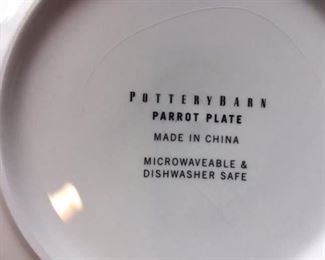 POTTERYBARN
PARROT PLATE
MADE IN CHINA
MICROWAVEABLE &
DISHWASHER SAFE